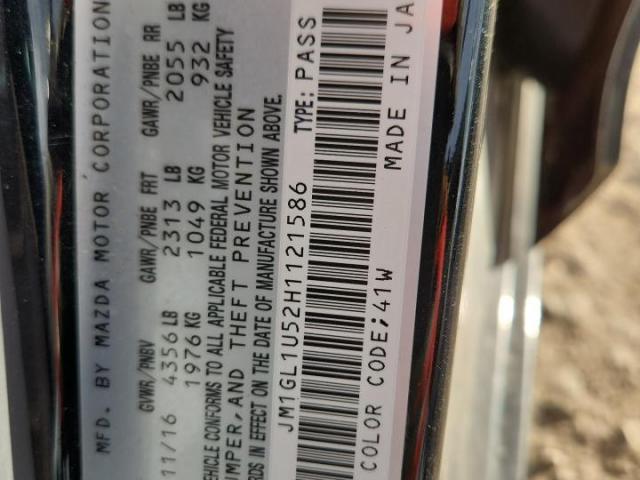 MFD. BY MAZDA MOTOR CORPORATION
GVWR/PNBV GAWR/PNBE FRT GAWR/PNBE RR
11/16 4356 LB 2313 LB 2055 LB
1976 KG 1049 KG 932 KG
VEHICLE CONFORMS TO ALL APPLICABLE FEDERAL MOTOR VEHICLE SAFETY
UMPER, AND THEFT PREVENTION
RDS IN EFFECT ON THE DATE OF MANUFACTURE SHOWN ABOVE.
JM1GL1U52H1121586 TYPE: PASS
COLOR CODE;41W MADE IN JA